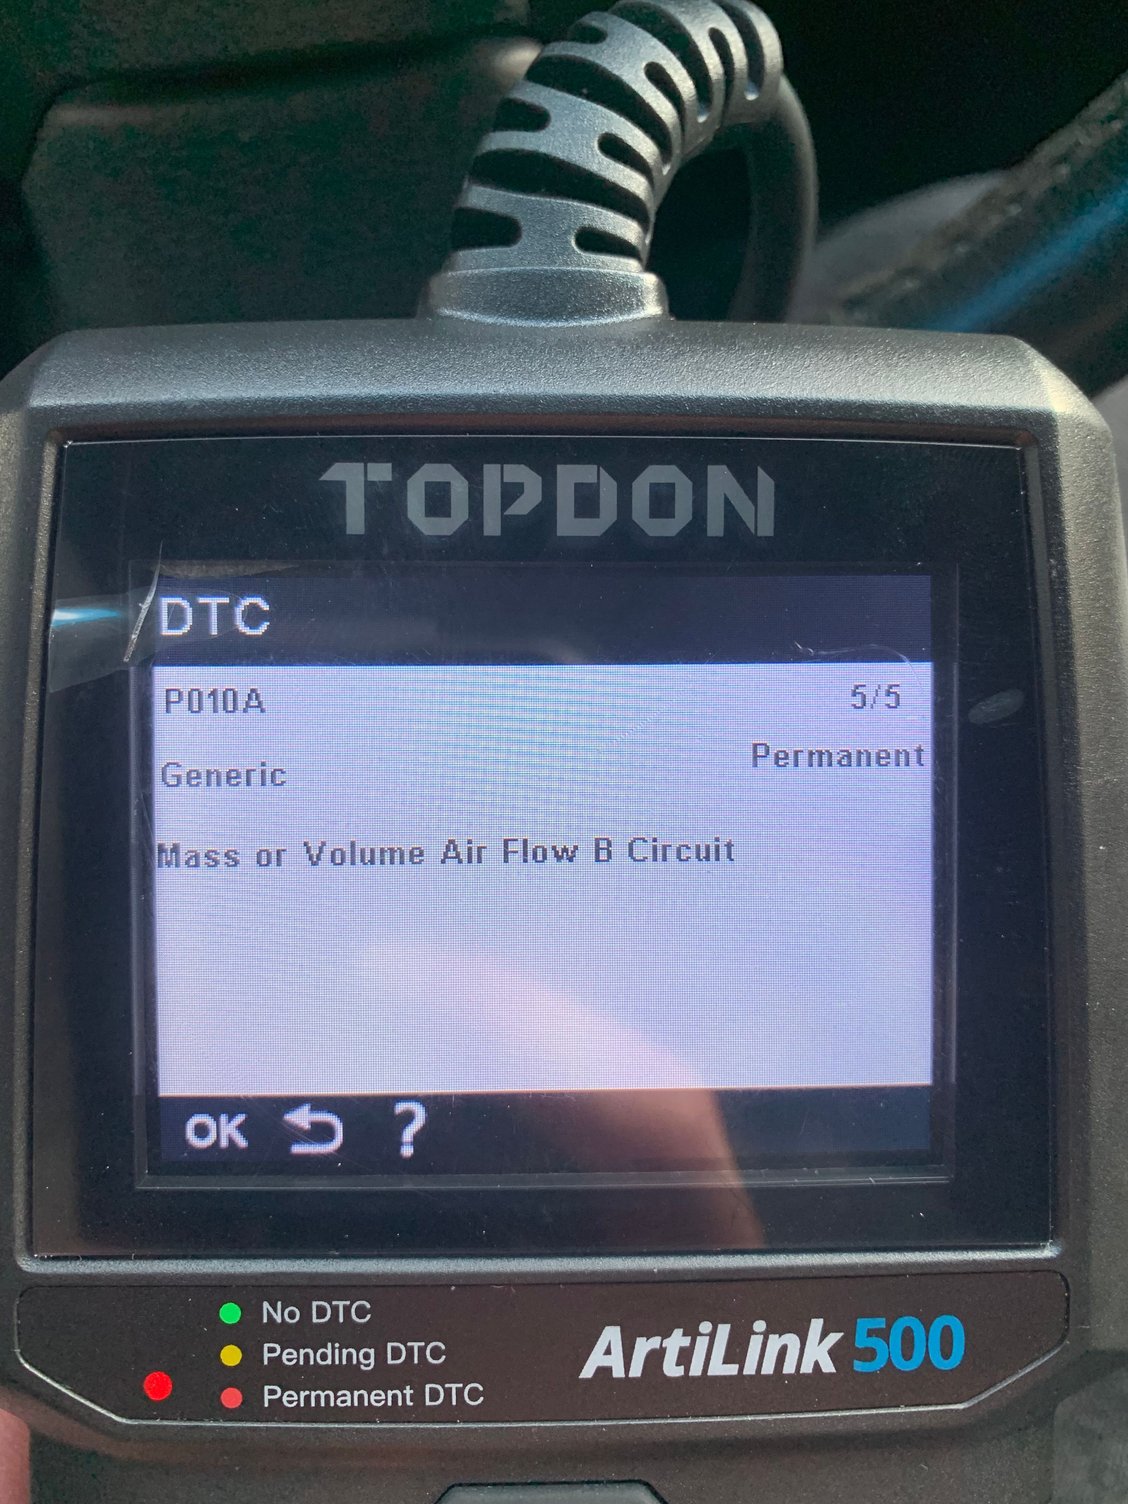 TOPDON
DTC
P010A 5/5
Permanent
Generic
Mass or Volume Air Flow B Circuit
OK ?
No DTC
Pending DTC
Permanent DTC
ArtiLink 500